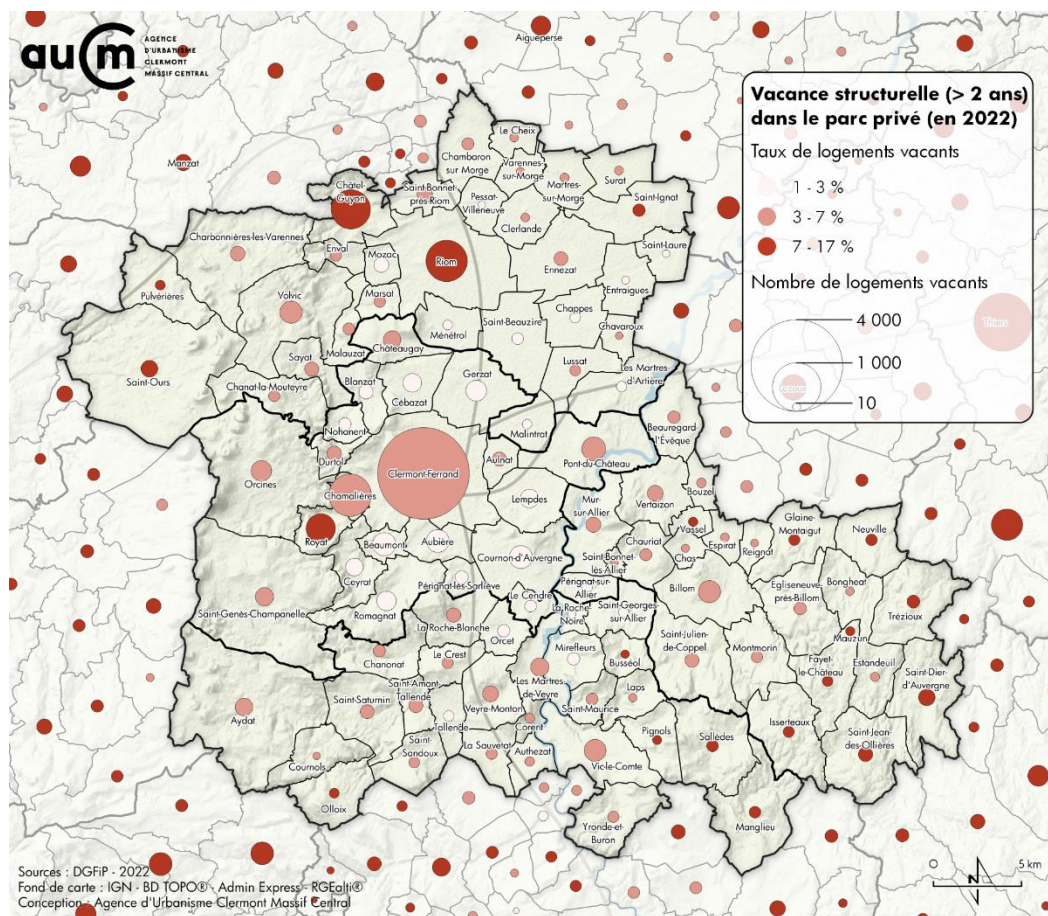 aucm
AGENCE
D'URBANISME
CLERMONT
MASSIF CENTRAL
Aigueperse
Vacance structurelle (> 2 ans)
dans le parc privé (en 2022)
Taux de logements vacants
1 - 3 %
3 - 7 %
7 - 17 %
Nombre de logements vacants
4 000
1 000
10
Thiers
Lezoux
Manzat
Le Cheix
Chambaron
sur Morge
Varennes-
sur-Morge
Martres-
sur-Morge
Surat
Saint-Ignat
Châtel-
Guyon
Saint-Bonnet
près-Riom
Pessat-
Villeneuve
Clerlande
Charbonnières-les-Varennes
Enval
Mozac
Riom
Ennezat
Saint-Laure
Entraigues
Pulvérières
Volvic
Marsat
Ménétrol
Saint-Beauzire
Chappes
Chavaroux
Malauzat
Châteaugay
Sayat
Saint-Ours
Chanat-la-Mouteyre
Blanzat
Cébazat
Gerzat
Lussat
Les Martres-
d'Artière
Nohanent
Malintrat
Beauregard-
l'Évêque
Durtol
Orcines
Clermont-Ferrand
Aulnat
Pont-du-Château
Chamalières
Lempdes
Mur-
sur-Allier
Vertaizon
Bouzel
Royat
Beaumont
Aubière
Cournon-d'Auvergne
Chauriat
Vassel
Espirat
Chas
Reignat
Glaine-
Montaigut
Neuville
Saint-Bonnet-
lès Allier
Ceyrat
Pérignat-lès-Sarliève
Pérignat-sur-
Allier
Billom
Egliseneuve-
près-Billom
Bongheat
Saint-Genès-Champanelle
Romagnat
Le Cendre
La Roche-
Noire
Saint-Georges-
sur-Allier
Trézioux
La Roche-Blanche
Orcet
Mauzun
Chanonat
Le Crest
Mirefleurs
Busséol
Saint-Julien-
de-Coppel
Montmorin
Fayet-
le-Château
Estandeuil
Saint-Dier-
d'Auvergne
Saint-Amant-
Tallende
Les Martres
de-Veyre
Aydat
Saint-Saturnin
Veyre-Monton
Saint-Maurice
Laps
Tallende
Corent
Isserteaux
Saint-Jean-
des-Ollières
Saint-
Sandoux
La Sauvetat
Authezat
Pignols
Sallèdes
Cournols
Vic-le-Comte
Olloix
Yronde-et-
Buron
Manglieu
Sources : DGFiP - 2022
Fond de carte : IGN - BD TOPO® - Admin Express - RGEalti®
Conception : Agence d'Urbanisme Clermont Massif Central
0
N
5 km